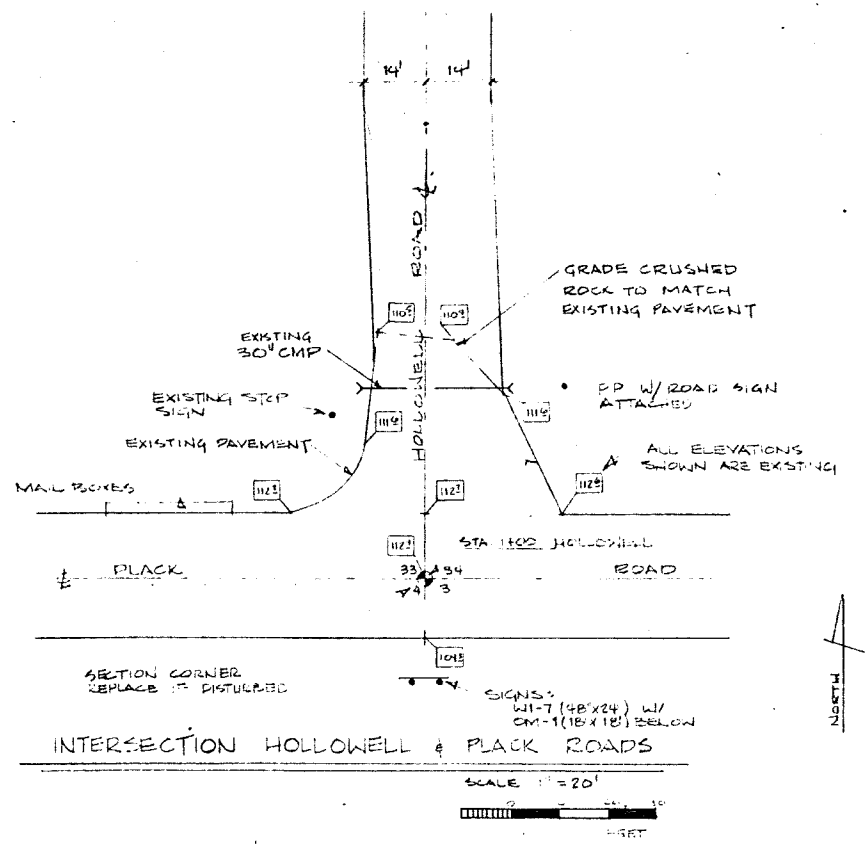 14' 14'
HOLLOWELL ROAD
GRADE CRUSHED
ROCK TO MATCH
EXISTING PAVEMENT
EXISTING
30" CMP
EXISTING STOP
SIGN
PP W/ROAD SIGN
ATTACHED
EXISTING PAVEMENT
ALL ELEVATIONS
SHOWN ARE EXISTING
MAIL BOXES
STA 1+00 HOLLOWELL
PLACK
ROAD
33 34
4 3
SECTION CORNER
REPLACE IF DISTURBED
SIGNS:
W1-7 (48"x24") W/
OM-1 (18"x18") BELOW
NORTH
INTERSECTION HOLLOWELL & PLACK ROADS
SCALE 1" = 20'
FEET